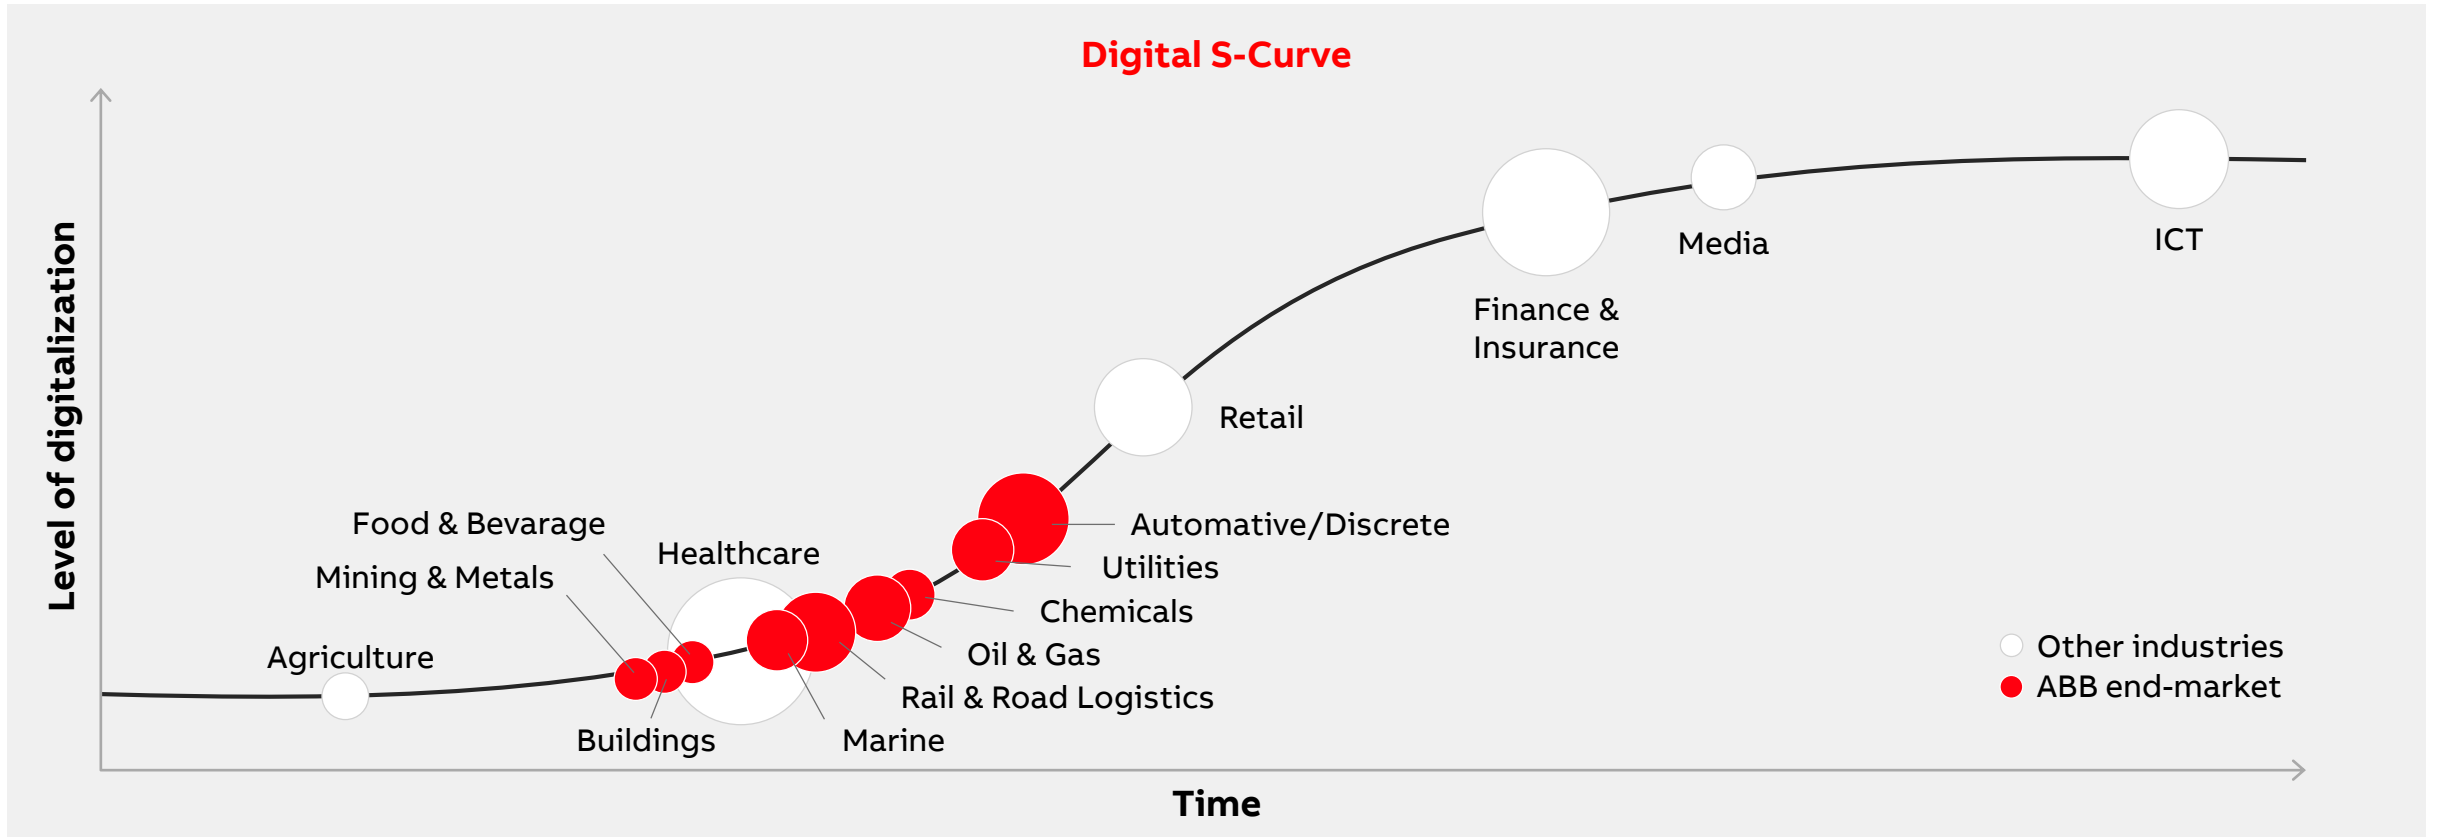 Digital S-Curve
Level of digitalization
Media
ICT
Finance &
Insurance
Retail
Food & Bevarage
Automative/Discrete
Healthcare
Mining & Metals
Utilities
Chemicals
Agriculture
Oil & Gas
Other industries
Rail & Road Logistics
ABB end-market
Buildings
Marine
Time